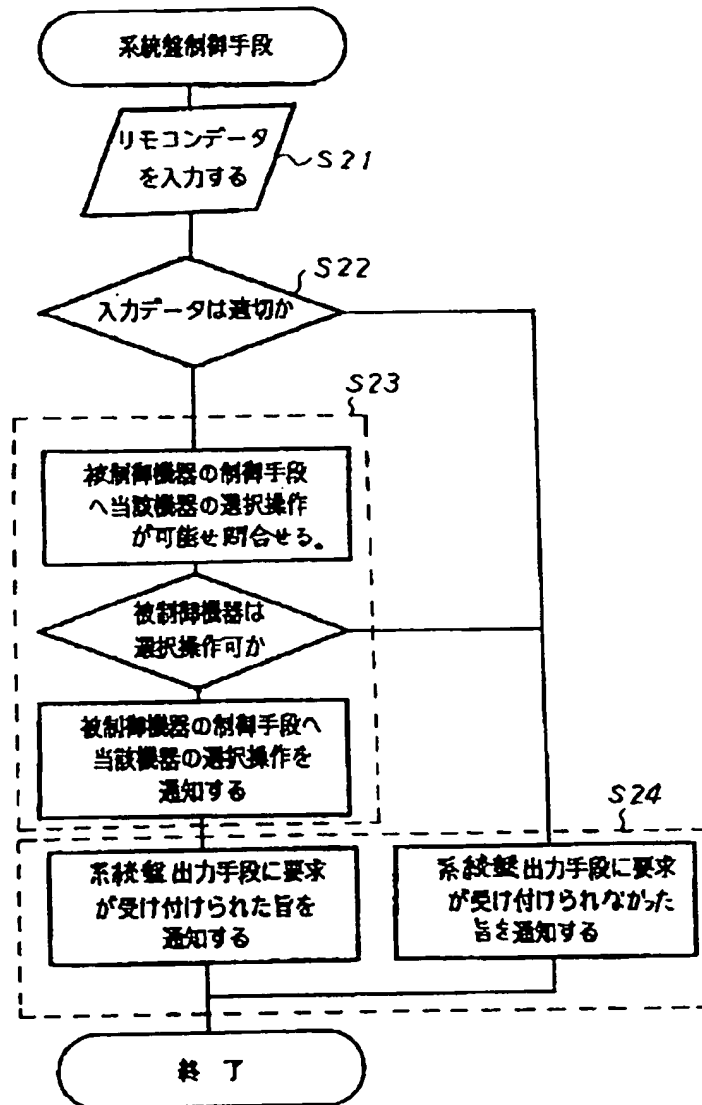 系統盤制御手段
リモコンデータ
を入力する
S21
S22
入力データは適切か
S23
被制御機器の制御手段
へ当該機器の選択操作
が可能せ問合せる。
被制御機器は
選択操作可か
被制御機器の制御手段へ
当該機器の選択操作を
通知する
S24
系統盤出力手段に要求
が受け付けられた旨を
通知する
系統盤出力手段に要求
が受け付けられなかった
旨を通知する
終了